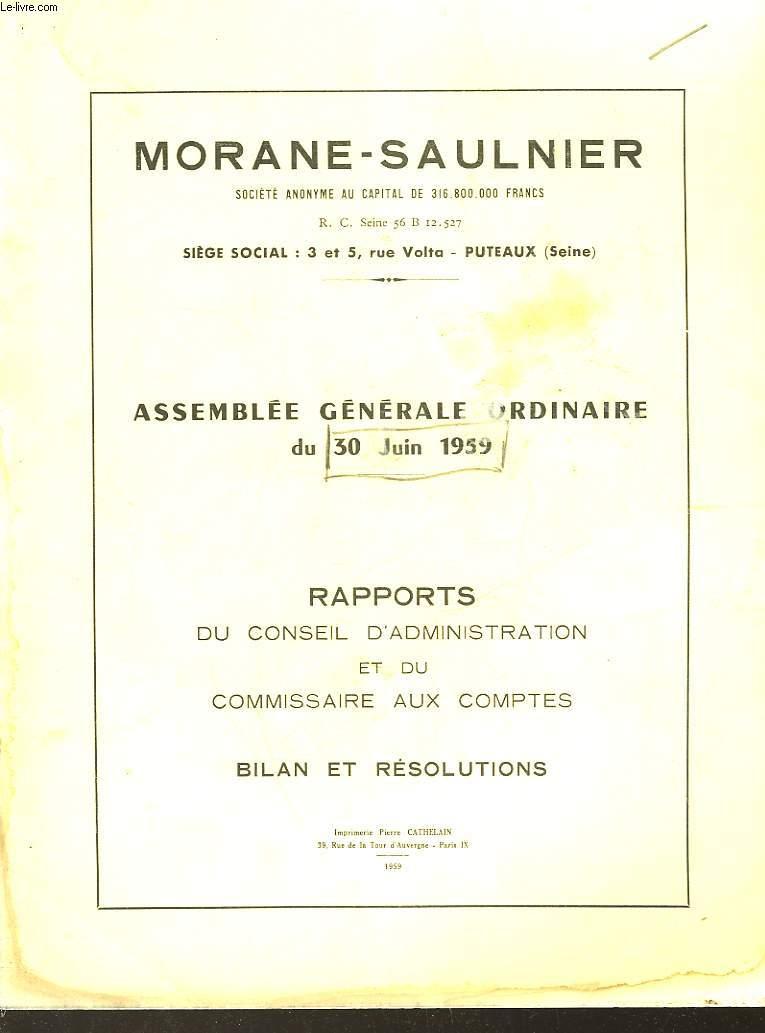 Le-livre.com
MORANE-SAULNIER
SOCIÉTÉ ANONYME AU CAPITAL DE 316.800.000 FRANCS
R. C. Seine 56 B 12.527
SIÈGE SOCIAL : 3 et 5, rue Volta - PUTEAUX (Seine)
ASSEMBLÉE GÉNÉRALE ORDINAIRE
du 30 Juin 1959
RAPPORTS
DU CONSEIL D'ADMINISTRATION
ET DU
COMMISSAIRE AUX COMPTES
BILAN ET RÉSOLUTIONS
Imprimerie Pierre CATHELAIN
39, Rue de la Tour d'Auvergne - Paris IX
1959